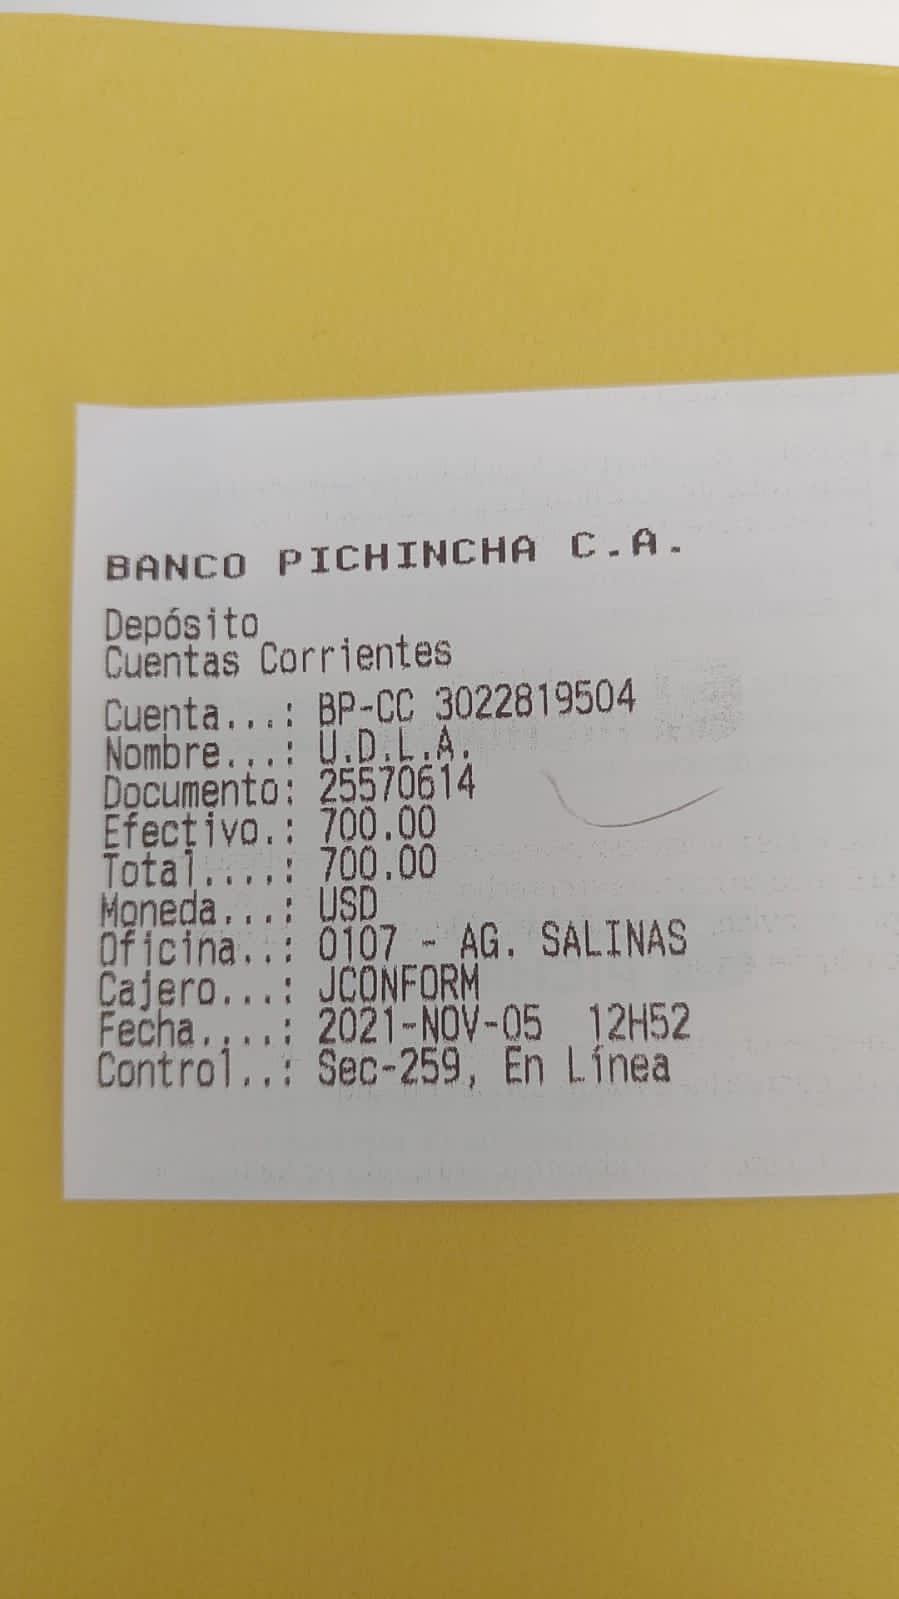 BANCO PICHINCHA C.A.
Depósito
Cuentas Corrientes
Cuenta...: BP-CC 3022819504
Nombre...: U.D.L.A.
Documento: 25570614
Efectivo.: 700.00
Total....: 700.00
Moneda...: USD
Oficina..: 0107 - AG. SALINAS
Cajero...: JCONFORM
Fecha....: 2021-NOV-05 12H52
Control..: Sec-259, En Línea